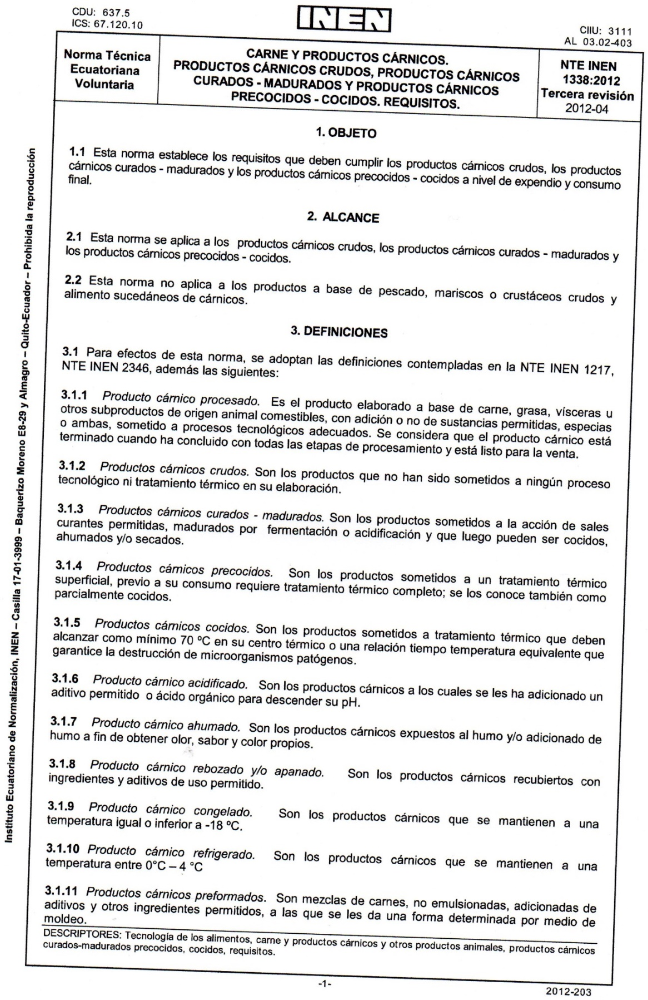 CDU: 637.5
ICS: 67.120.10
INEN
CIIU: 3111
AL 03.02-403
Norma Técnica
Ecuatoriana
Voluntaria
CARNE Y PRODUCTOS CÁRNICOS.
PRODUCTOS CÁRNICOS CRUDOS, PRODUCTOS CÁRNICOS
CURADOS - MADURADOS Y PRODUCTOS CÁRNICOS
PRECOCIDOS - COCIDOS. REQUISITOS.
NTE INEN
1338:2012
Tercera revisión
2012-04
1. OBJETO
1.1 Esta norma establece los requisitos que deben cumplir los productos cárnicos crudos, los productos
cárnicos curados - madurados y los productos cárnicos precocidos - cocidos a nivel de expendio y consumo
final.
2. ALCANCE
2.1 Esta norma se aplica a los productos cárnicos crudos, los productos cárnicos curados - madurados y
los productos cárnicos precocidos - cocidos.
2.2 Esta norma no aplica a los productos a base de pescado, mariscos o crustáceos crudos y
alimento sucedáneos de cárnicos.
3. DEFINICIONES
3.1 Para efectos de esta norma, se adoptan las definiciones contempladas en la NTE INEN 1217,
NTE INEN 2346, además las siguientes:
3.1.1 Producto cárnico procesado. Es el producto elaborado a base de carne, grasa, vísceras u
otros subproductos de origen animal comestibles, con adición o no de sustancias permitidas, especias
o ambas, sometido a procesos tecnológicos adecuados. Se considera que el producto cárnico está
terminado cuando ha concluido con todas las etapas de procesamiento y está listo para la venta.
3.1.2 Productos cárnicos crudos. Son los productos que no han sido sometidos a ningún proceso
tecnológico ni tratamiento térmico en su elaboración.
3.1.3 Productos cárnicos curados - madurados. Son los productos sometidos a la acción de sales
curantes permitidas, madurados por fermentación o acidificación y que luego pueden ser cocidos,
ahumados y/o secados.
3.1.4 Productos cárnicos precocidos. Son los productos sometidos a un tratamiento térmico
superficial, previo a su consumo requiere tratamiento térmico completo; se los conoce también como
parcialmente cocidos.
3.1.5 Productos cárnicos cocidos. Son los productos sometidos a tratamiento térmico que deben
alcanzar como mínimo 70 ºC en su centro térmico o una relación tiempo temperatura equivalente que
garantice la destrucción de microorganismos patógenos.
3.1.6 Producto cárnico acidificado. Son los productos cárnicos a los cuales se les ha adicionado un
aditivo permitido o ácido orgánico para descender su pH.
3.1.7 Producto cárnico ahumado. Son los productos cárnicos expuestos al humo y/o adicionado de
humo a fin de obtener olor, sabor y color propios.
3.1.8 Producto cárnico rebozado y/o apanado. Son los productos cárnicos recubiertos con
ingredientes y aditivos de uso permitido.
3.1.9 Producto cárnico congelado. Son los productos cárnicos que se mantienen a una
temperatura igual o inferior a -18 ºC.
3.1.10 Producto cárnico refrigerado. Son los productos cárnicos que se mantienen a una
temperatura entre 0°C – 4 °C
3.1.11 Productos cárnicos preformados. Son mezclas de carnes, no emulsionadas, adicionadas de
aditivos y otros ingredientes permitidos, a las que se les da una forma determinada por medio de
moldeo.
DESCRIPTORES: Tecnología de los alimentos, carne y productos cárnicos y otros productos animales, productos cárnicos
curados-madurados precocidos, cocidos, requisitos.
-1-
2012-203
Instituto Ecuatoriano de Normalización, INEN – Casilla 17-01-3999 – Baquerizo Moreno E8-29 y Almagro – Quito-Ecuador – Prohibida la reproducción